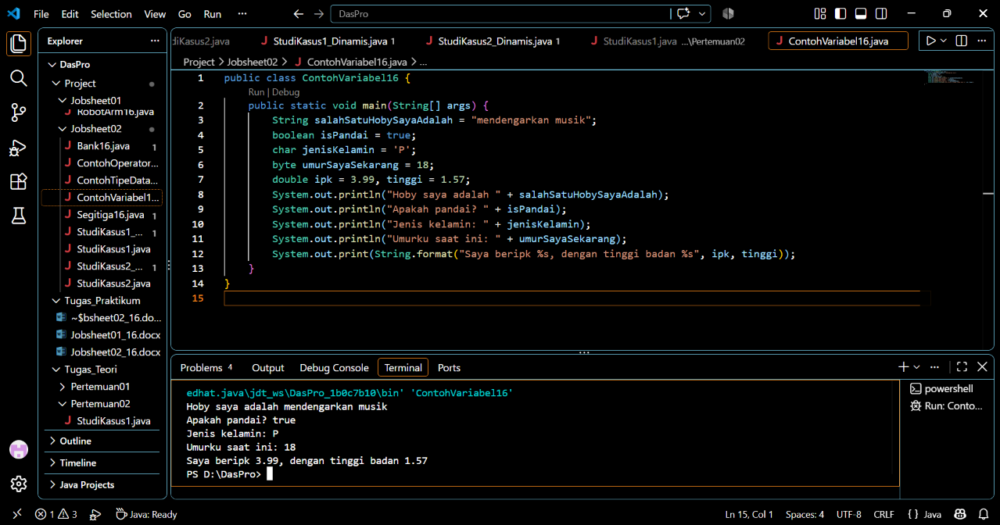 File Edit Selection View Go Run ··· DasPro
Explorer ···
DasPro
Project
Jobsheet01
RobotArm16.java
Jobsheet02
Bank16.java 1
ContohOperator...
ContohTipeData...
ContohVariabel1...
Segitiga16.java 1
StudiKasus1_... 1
StudiKasus1.java
StudiKasus2_... 1
StudiKasus2.java
Tugas_Praktikum
~$bsheet02_16.do...
Jobsheet01_16.docx
Jobsheet02_16.docx
Tugas_Teori
Pertemuan01
Pertemuan02
StudiKasus1.java
Outline
Timeline
Java Projects
diKasus2.java J StudiKasus1_Dinamis.java 1 J StudiKasus2_Dinamis.java 1 J StudiKasus1.java ...\Pertemuan02 J ContohVariabel16.java ···
Project > Jobsheet02 > J ContohVariabel16.java > ...
1 public class ContohVariabel16 {
Run | Debug
2 public static void main(String[] args) {
3 String salahSatuHobySayaAdalah = "mendengarkan musik";
4 boolean isPandai = true;
5 char jenisKelamin = 'P';
6 byte umurSayaSekarang = 18;
7 double ipk = 3.99, tinggi = 1.57;
8 System.out.println("Hoby saya adalah " + salahSatuHobySayaAdalah);
9 System.out.println("Apakah pandai? " + isPandai);
10 System.out.println("Jenis kelamin: " + jenisKelamin);
11 System.out.println("Umurku saat ini: " + umurSayaSekarang);
12 System.out.print(String.format("Saya beripk %s, dengan tinggi badan %s", ipk, tinggi));
13 }
14 }
15
Problems 4 Output Debug Console Terminal Ports
edhat.java\jdt_ws\DasPro_1b0c7b10\bin' 'ContohVariabel16'
Hoby saya adalah mendengarkan musik
Apakah pandai? true
Jenis kelamin: P
Umurku saat ini: 18
Saya beripk 3.99, dengan tinggi badan 1.57
PS D:\DasPro>
powershell
Run: Conto...
1 3 Java: Ready Ln 15, Col 1 Spaces: 4 UTF-8 CRLF { } Java